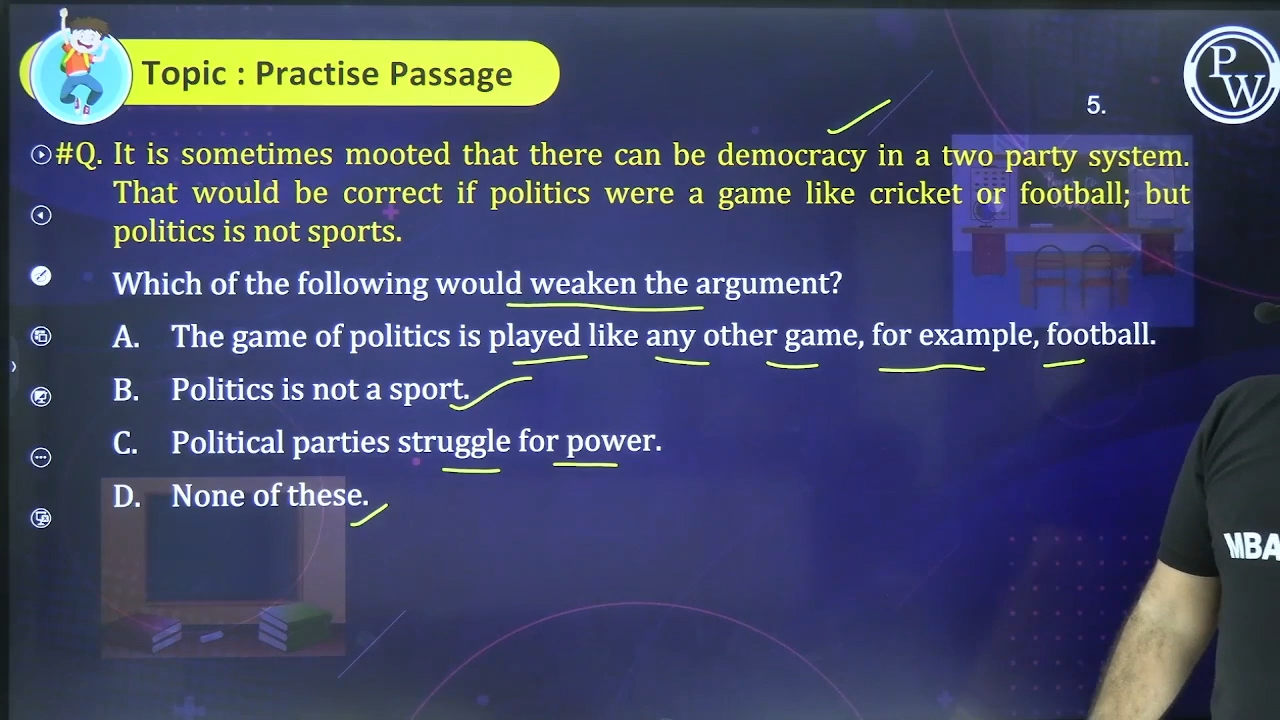 Topic : Practise Passage
PW
5.
#Q. It is sometimes mooted that there can be democracy in a two party system.
That would be correct if politics were a game like cricket or football; but
politics is not sports.
Which of the following would weaken the argument?
A. The game of politics is played like any other game, for example, football.
B. Politics is not a sport.
C. Political parties struggle for power.
D. None of these.
MBA